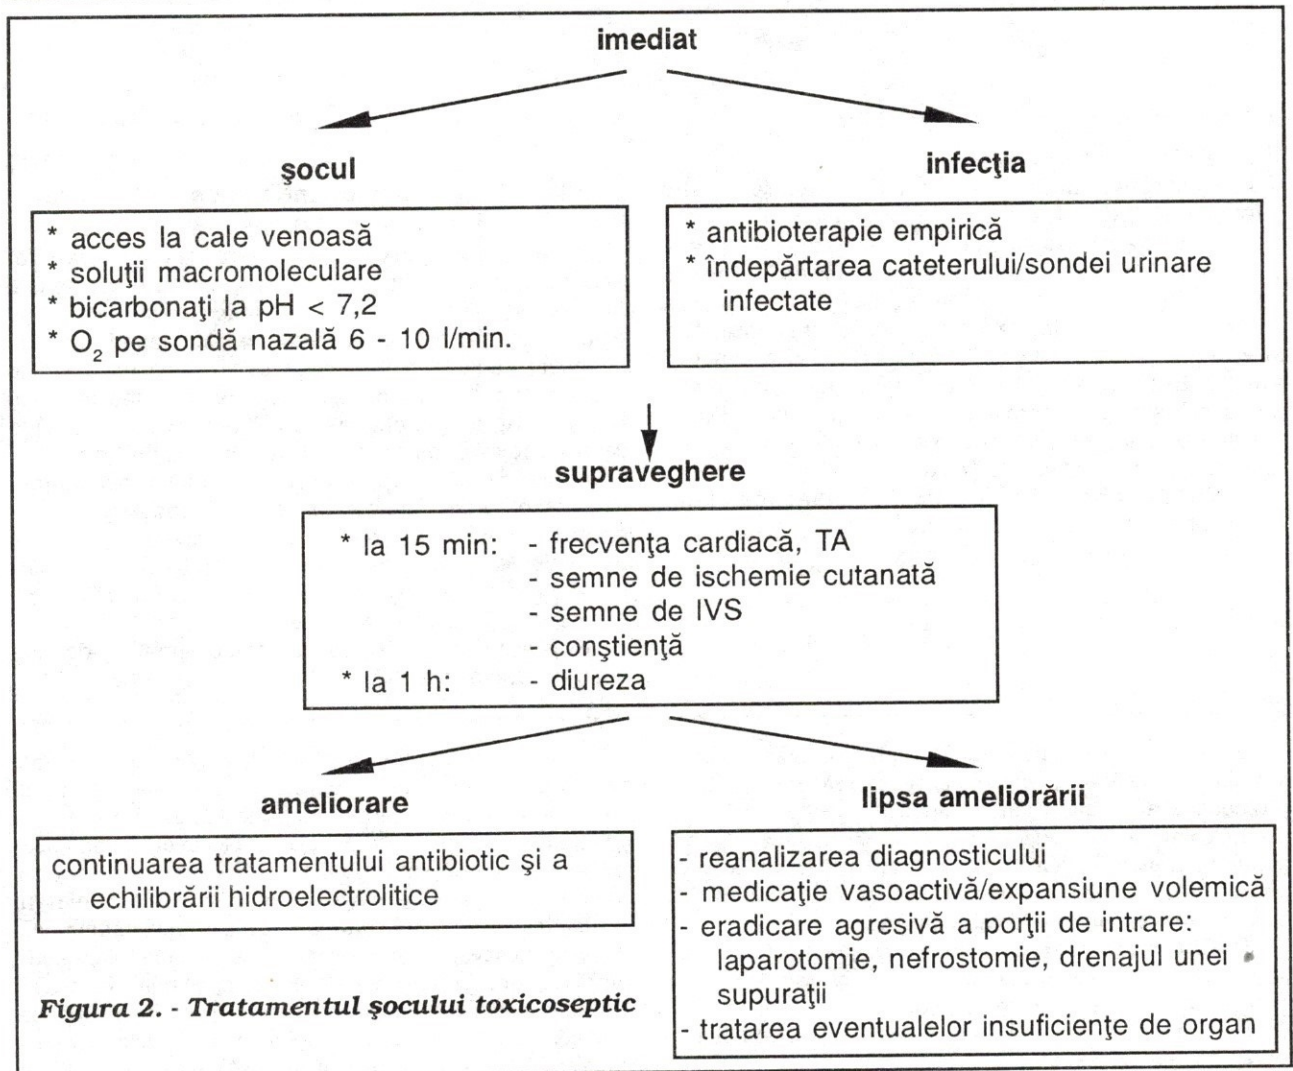 imediat
şocul
* acces la cale venoasă
* soluţii macromoleculare
* bicarbonaţi la pH < 7,2
* O₂ pe sondă nazală 6 - 10 l/min.
infecţia
* antibioterapie empirică
* îndepărtarea cateterului/sondei urinare
infectate
supraveghere
* la 15 min: - frecvenţa cardiacă, TA
- semne de ischemie cutanată
- semne de IVS
- conştienţă
* la 1 h: - diureza
ameliorare
continuarea tratamentului antibiotic şi a
echilibrării hidroelectrolitice
lipsa ameliorării
- reanalizarea diagnosticului
- medicaţie vasoactivă/expansiune volemică
- eradicare agresivă a porţii de intrare:
laparotomie, nefrostomie, drenajul unei
supuraţii
- tratarea eventualelor insuficienţe de organ
Figura 2. - Tratamentul şocului toxicoseptic